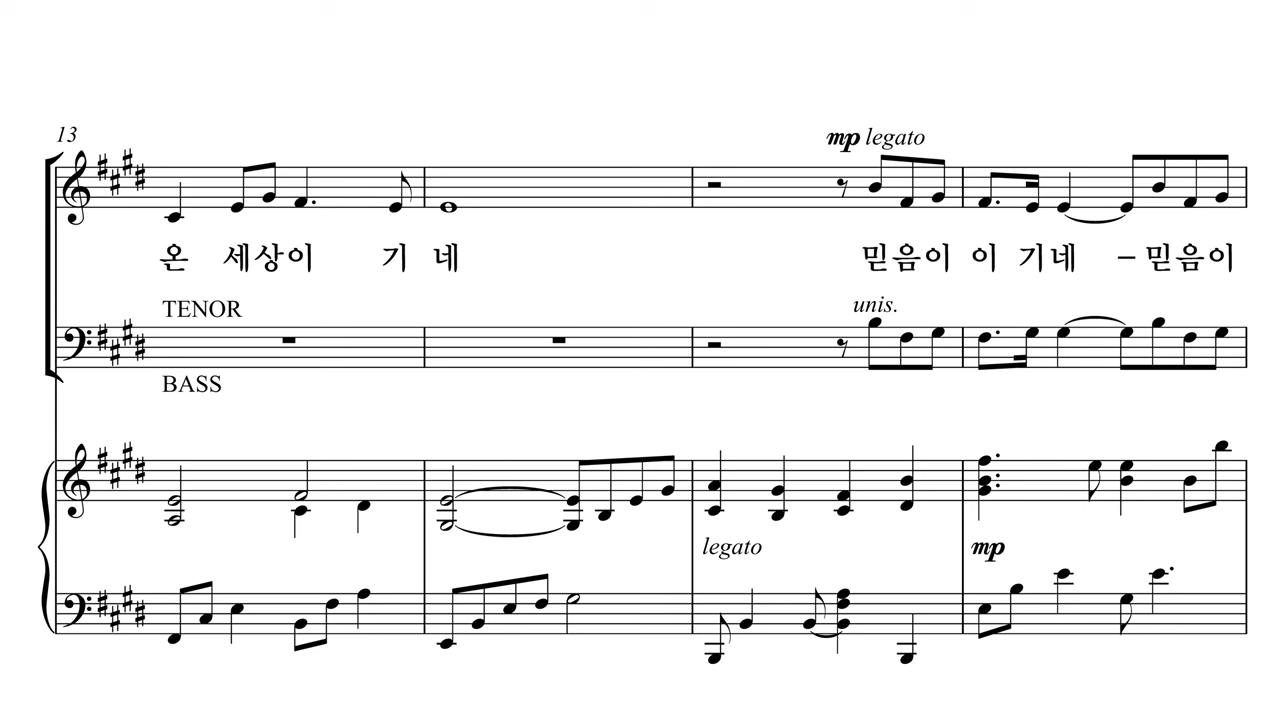 13
mp legato
온 세상이 기 네 믿음이 이 기네 – 믿음이
TENOR
unis.
BASS
legato
mp